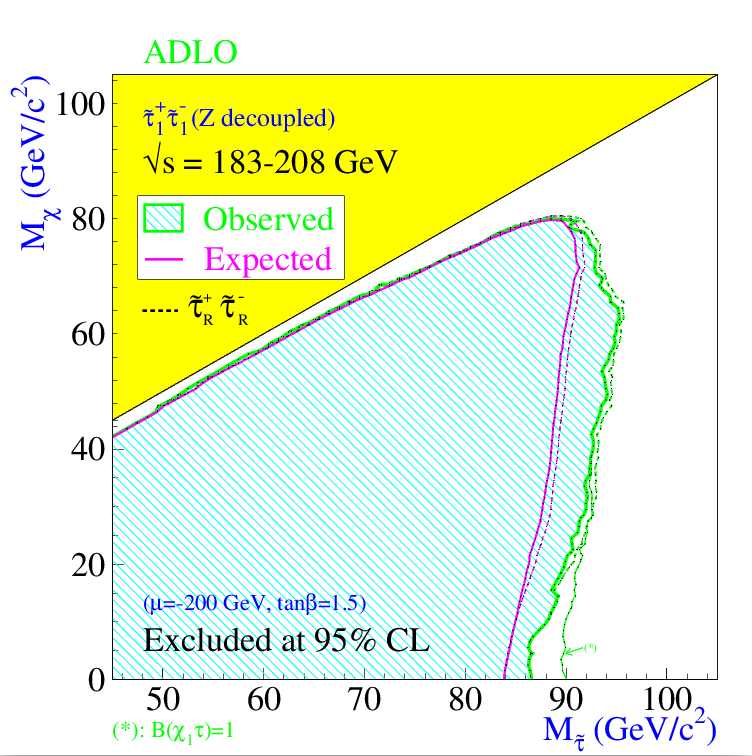 ADLO
M_χ (GeV/c²)
100
80
60
40
20
0
τ̃₁⁺τ̃₁⁻ (Z decoupled)
√s = 183-208 GeV
Observed
Expected
τ̃_R⁺ τ̃_R⁻
(μ=-200 GeV, tanβ=1.5)
Excluded at 95% CL
(*)
50 60 70 80 90 100
(*): B(χ₁τ)=1
M_τ̃ (GeV/c²)